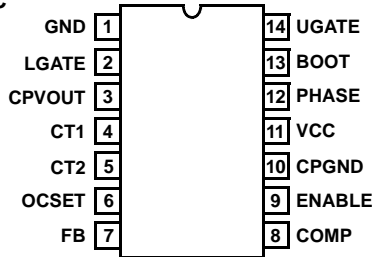 GND 1 14 UGATE
LGATE 2 13 BOOT
CPVOUT 3 12 PHASE
CT1 4 11 VCC
CT2 5 10 CPGND
OCSET 6 9 ENABLE
FB 7 8 COMP